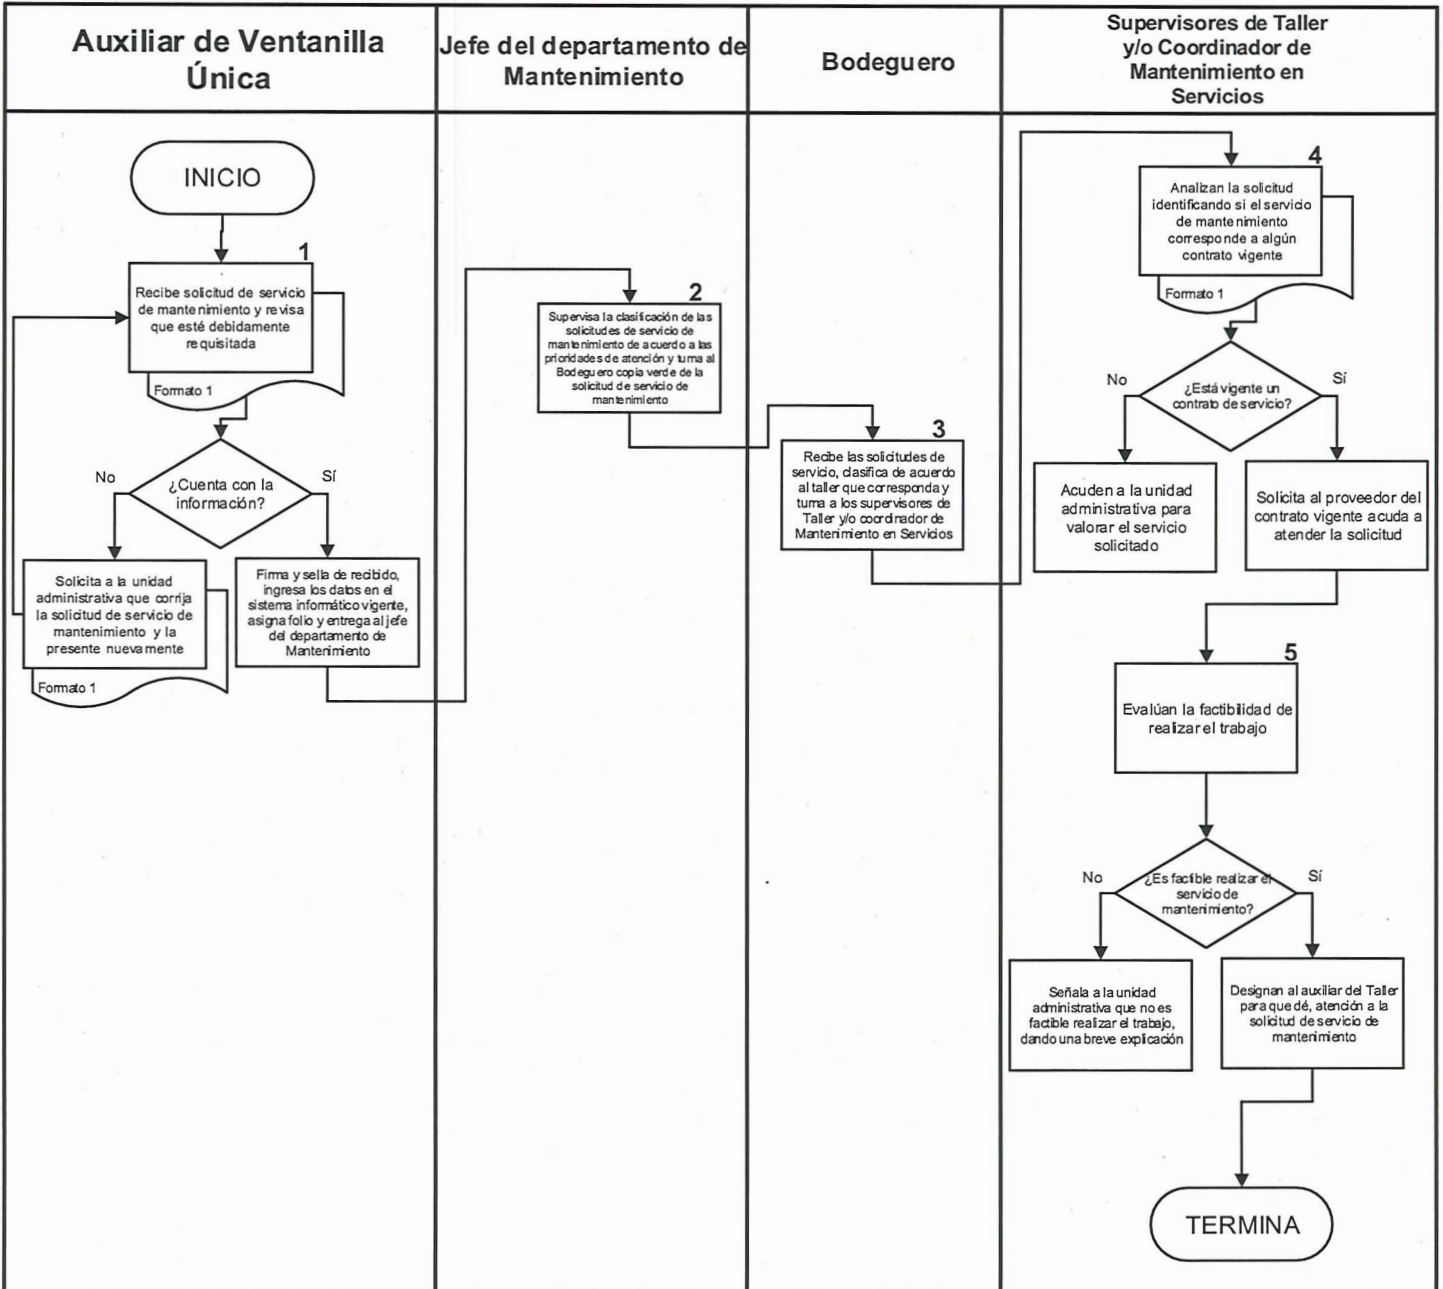 Auxiliar de Ventanilla
Única
Jefe del departamento de
Mantenimiento
Bodeguero
Supervisores de Taller
y/o Coordinador de
Mantenimiento en
Servicios
INICIO
1
Recibe solicitud de servicio
de mantenimiento y revisa
que esté debidamente
requisitada
Formato 1
¿Cuenta con la
información?
No
Sí
Solicita a la unidad
administrativa que corrija
la solicitud de servicio de
mantenimiento y la
presente nuevamente
Formato 1
Firma y sella de recibido,
ingresa los datos en el
sistema informático vigente,
asigna folio y entrega al jefe
del departamento de
Mantenimiento
2
Supervisa la clasificación de las
solicitudes de servicio de
mantenimiento de acuerdo a las
prioridades de atención y turna al
Bodeguero copia verde de la
solicitud de servicio de
mantenimiento
3
Recibe las solicitudes de
servicio, clasifica de acuerdo
al taller que corresponda y
turna a los supervisores de
Taller y/o coordinador de
Mantenimiento en Servicios
4
Analizan la solicitud
identificando si el servicio
de mantenimiento
corresponde a algún
contrato vigente
Formato 1
¿Está vigente un
contrato de servicio?
No
Sí
Acuden a la unidad
administrativa para
valorar el servicio
solicitado
Solicita al proveedor del
contrato vigente acuda a
atender la solicitud
5
Evalúan la factibilidad de
realizar el trabajo
¿Es factible realizar el
servicio de
mantenimiento?
No
Sí
Señala a la unidad
administrativa que no es
factible realizar el trabajo,
dando una breve explicación
Designan al auxiliar del Taller
para que dé, atención a la
solicitud de servicio de
mantenimiento
TERMINA